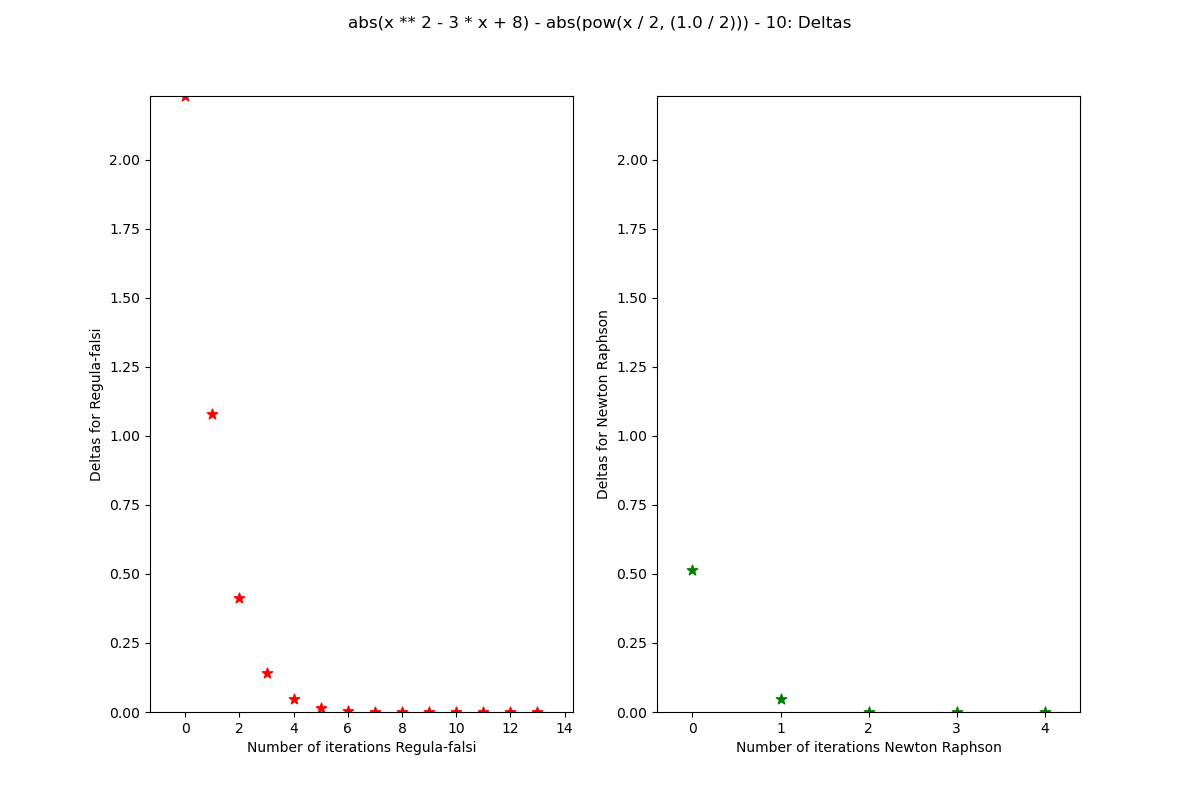 abs(x ** 2 - 3 * x + 8) - abs(pow(x / 2, (1.0 / 2))) - 10: Deltas
Deltas for Regula-falsi
2.00
1.75
1.50
1.25
1.00
0.75
0.50
0.25
0.00
0 2 4 6 8 10 12 14
Number of iterations Regula-falsi
Deltas for Newton Raphson
2.00
1.75
1.50
1.25
1.00
0.75
0.50
0.25
0.00
0 1 2 3 4
Number of iterations Newton Raphson